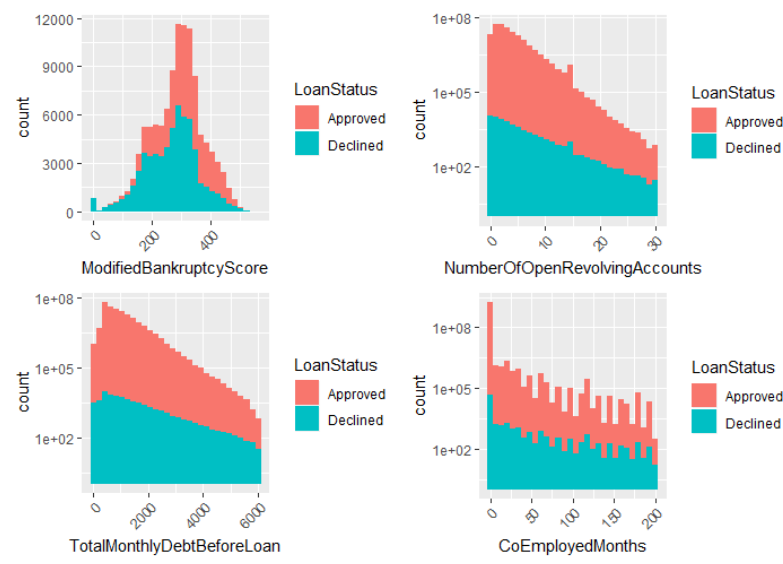 12000
9000
6000
3000
0
count
0
200
400
ModifiedBankruptcyScore
LoanStatus
Approved
Declined
1e+08
1e+05
1e+02
count
0
10
20
30
NumberOfOpenRevolvingAccounts
LoanStatus
Approved
Declined
1e+08
1e+05
1e+02
count
0
2000
4000
6000
TotalMonthlyDebtBeforeLoan
LoanStatus
Approved
Declined
1e+08
1e+05
1e+02
count
0
50
100
150
200
CoEmployedMonths
LoanStatus
Approved
Declined